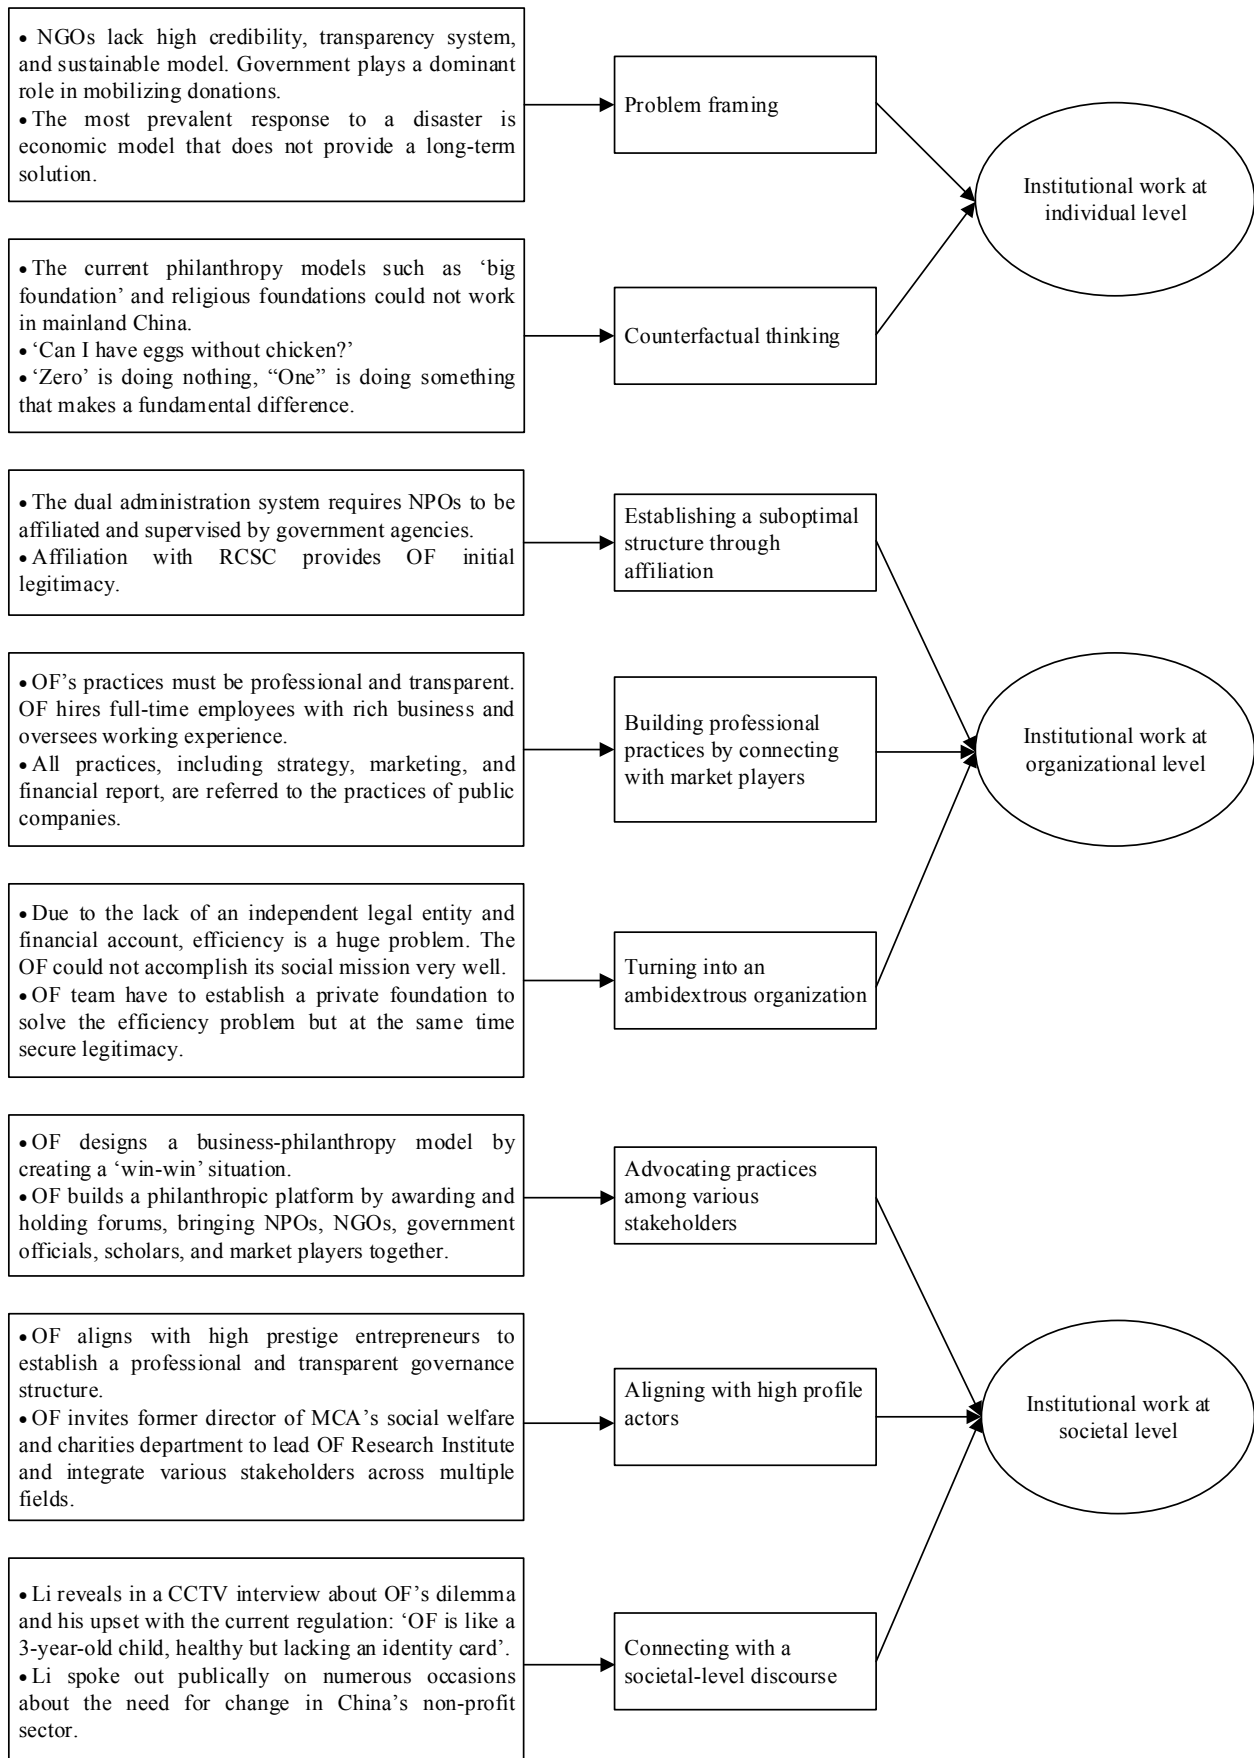 • NGOs lack high credibility, transparency system,
and sustainable model. Government plays a dominant
role in mobilizing donations.
• The most prevalent response to a disaster is
economic model that does not provide a long-term
solution.
Problem framing
• The current philanthropy models such as ‘big
foundation’ and religious foundations could not work
in mainland China.
• ‘Can I have eggs without chicken?’
• ‘Zero’ is doing nothing, “One” is doing something
that makes a fundamental difference.
Counterfactual thinking
Institutional work at
individual level
• The dual administration system requires NPOs to be
affiliated and supervised by government agencies.
• Affiliation with RCSC provides OF initial
legitimacy.
Establishing a suboptimal
structure through
affiliation
• OF’s practices must be professional and transparent.
OF hires full-time employees with rich business and
oversees working experience.
• All practices, including strategy, marketing, and
financial report, are referred to the practices of public
companies.
Building professional
practices by connecting
with market players
• Due to the lack of an independent legal entity and
financial account, efficiency is a huge problem. The
OF could not accomplish its social mission very well.
• OF team have to establish a private foundation to
solve the efficiency problem but at the same time
secure legitimacy.
Turning into an
ambidextrous organization
Institutional work at
organizational level
• OF designs a business-philanthropy model by
creating a ‘win-win’ situation.
• OF builds a philanthropic platform by awarding and
holding forums, bringing NPOs, NGOs, government
officials, scholars, and market players together.
Advocating practices
among various
stakeholders
• OF aligns with high prestige entrepreneurs to
establish a professional and transparent governance
structure.
• OF invites former director of MCA’s social welfare
and charities department to lead OF Research Institute
and integrate various stakeholders across multiple
fields.
Aligning with high profile
actors
• Li reveals in a CCTV interview about OF’s dilemma
and his upset with the current regulation: ‘OF is like a
3-year-old child, healthy but lacking an identity card’.
• Li spoke out publically on numerous occasions
about the need for change in China’s non-profit
sector.
Connecting with a
societal-level discourse
Institutional work at
societal level